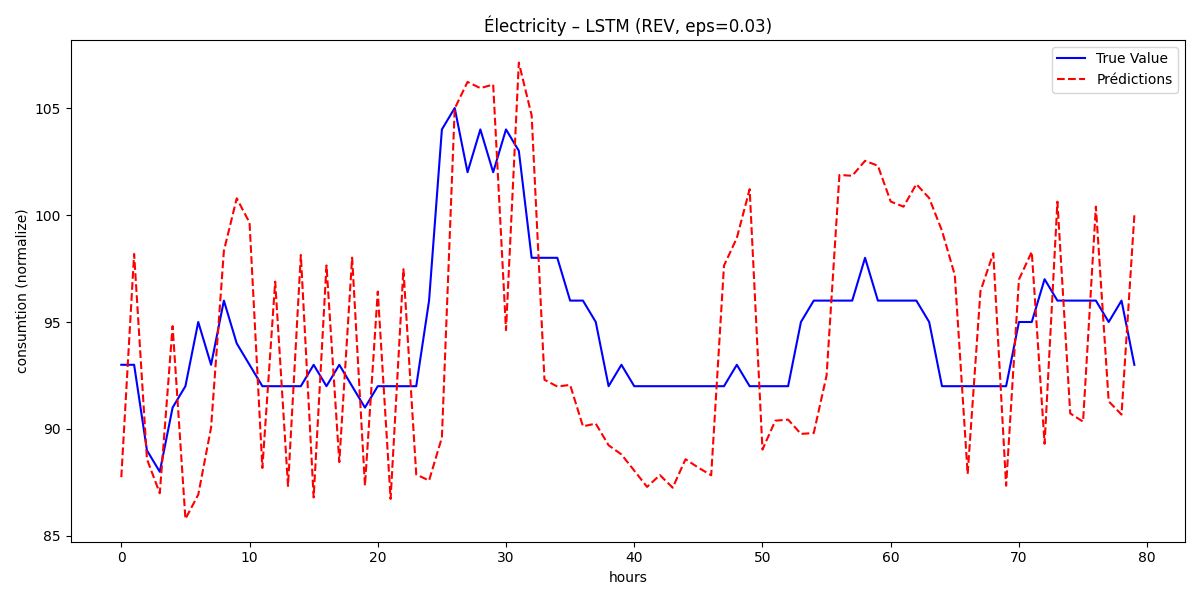 Électricity – LSTM (REV, eps=0.03)
True Value
Prédictions
consumtion (normalize)
105
100
95
90
85
0 10 20 30 40 50 60 70 80
hours